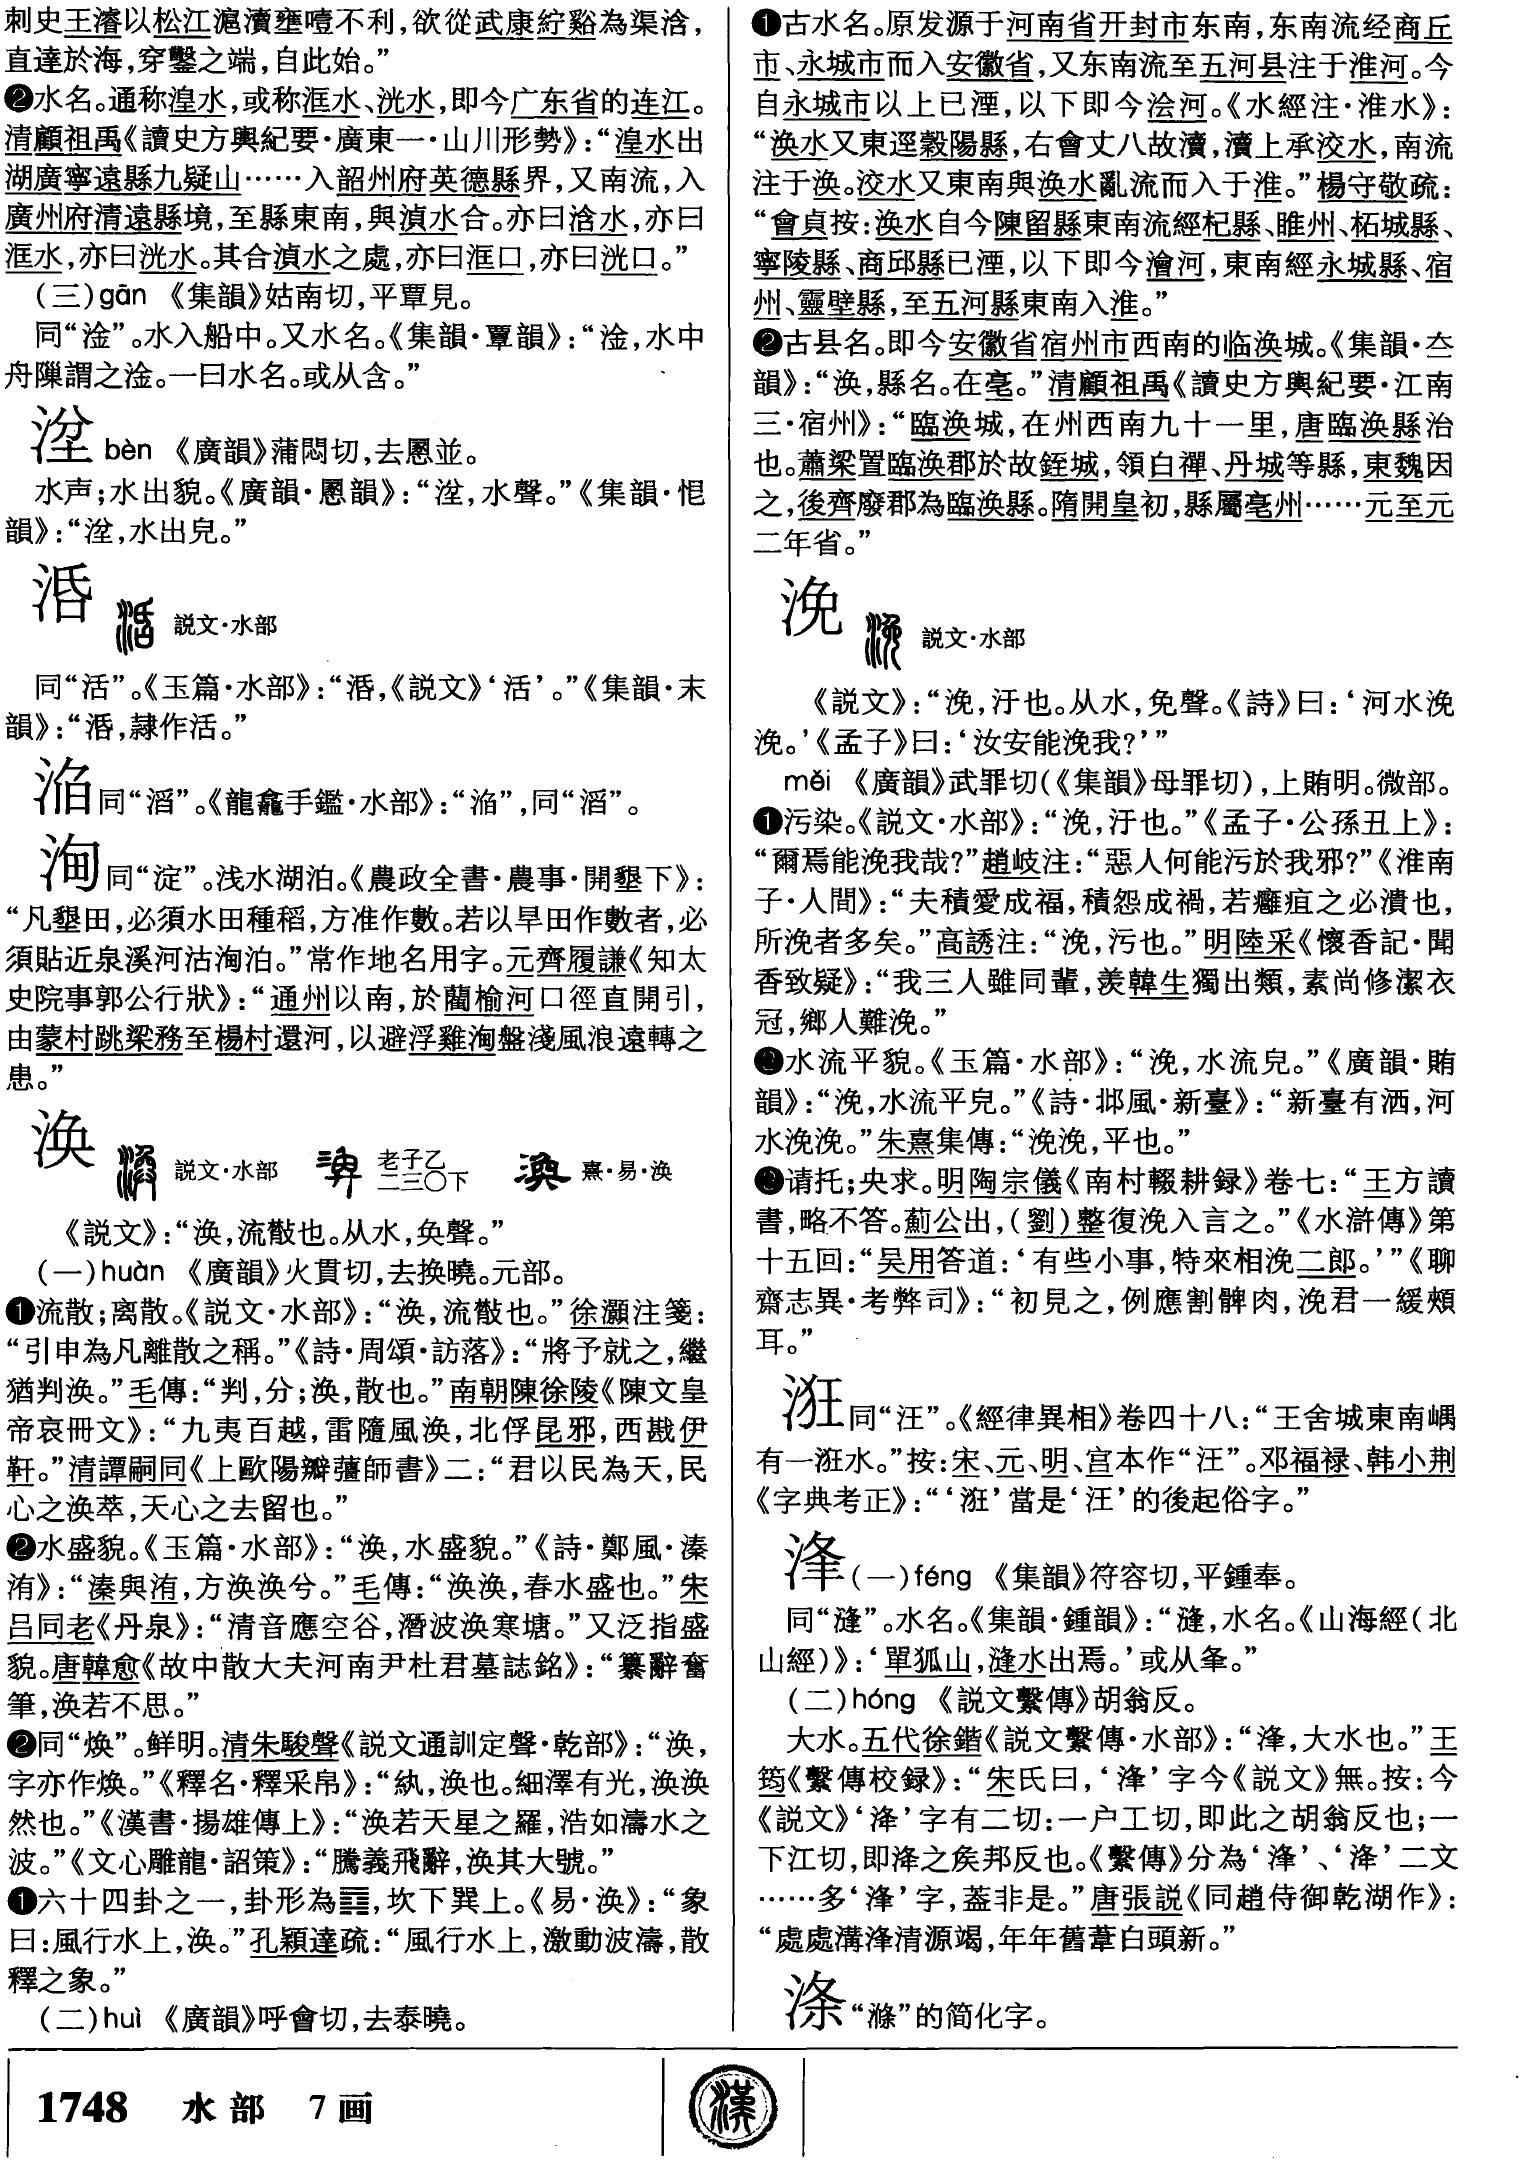 刺史王濬以松江滬瀆壅噎不利，欲從武康紵谿為渠浛，
直達於海，穿鑿之端，自此始。”
❷水名。通称湟水，或称洭水、洸水，即今广东省的连江。
清顧祖禹《讀史方輿紀要·廣東一·山川形勢》：“湟水出
湖廣寧遠縣九疑山……入韶州府英德縣界，又南流，入
廣州府清遠縣境，至縣東南，與湞水合。亦曰浛水，亦曰
洭水，亦曰洸水。其合湞水之處，亦曰洭口，亦曰洸口。”
（三）gān 《集韻》姑南切，平覃見。
同“淦”。水入船中。又水名。《集韻·覃韻》：“淦，水中
舟隟謂之淦。一曰水名。或从含。”
湓 bèn 《廣韻》蒲悶切，去慁並。
水声；水出貌。《廣韻·慁韻》：“，水聲。”《集韻·恨
韻》：“，水出皃。”
湉 説文·水部
同“活”。《玉篇·水部》：“，《説文》‘活’。”《集韻·末
韻》：“，隸作活。”
淊同“滔”。《龍龕手鑑·水部》：“淊”，同“滔”。
洵同“淀”。浅水湖泊。《農政全書·農事·開墾下》：
“凡墾田，必須水田種稻，方准作數。若以旱田作數者，必
須貼近泉溪河沽淘泊。”常作地名用字。元齊履謙《知太
史院事郭公行狀》：“通州以南，於藺榆河口徑直開引，
由蒙村跳梁務至楊村還河，以避浮雞淘盤淺風浪遠轉之
患。”
涣 説文·水部 老子乙二三〇下 熹·易·涣
《説文》：“涣，流㪚也。从水，奂聲。”
（一）huàn 《廣韻》火貫切，去换曉。元部。
❶流散；离散。《説文·水部》：“涣，流㪚也。”徐灝注箋：
“引申為凡離散之稱。”《詩·周頌·訪落》：“將予就之，繼
猶判涣。”毛傳：“判，分；涣，散也。”南朝陳徐陵《陳文皇
帝哀冊文》：“九夷百越，雷隨風涣，北俘昆邪，西戡伊
軒。”清譚嗣同《上歐陽瓣薑師書》二：“君以民為天，民
心之涣萃，天心之去留也。”
❷水盛貌。《玉篇·水部》：“涣，水盛貌。”《詩·鄭風·溱
洧》：“溱與洧，方涣涣兮。”毛傳：“涣涣，春水盛也。”宋
吕同老《丹泉》：“清音應空谷，潛波涣寒塘。”又泛指盛
貌。唐韓愈《故中散大夫河南尹杜君墓誌銘》：“纂辭奮
筆，涣若不思。”
❷同“焕”。鲜明。清朱駿聲《説文通訓定聲·乾部》：“涣，
字亦作焕。”《釋名·釋采帛》：“紈，涣也。細澤有光，涣涣
然也。”《漢書·揚雄傳上》：“涣若天星之羅，浩如濤水之
波。”《文心雕龍·詔策》：“騰義飛辭，涣其大號。”
❶六十四卦之一，卦形為䷺，坎下巽上。《易·涣》：“象
曰：風行水上，涣。”孔穎達疏：“風行水上，激動波濤，散
釋之象。”
（二）huì 《廣韻》呼會切，去泰曉。
❶古水名。原发源于河南省开封市东南，东南流经商丘
市、永城市而入安徽省，又东南流至五河县注于淮河。今
自永城市以上已湮，以下即今浍河。《水經注·淮水》：
“涣水又東逕穀陽縣，右會丈八故瀆，瀆上承洨水，南流
注于涣。洨水又東南與涣水亂流而入于淮。”楊守敬疏：
“會貞按：涣水自今陳留縣東南流經杞縣、睢州、柘城縣、
寧陵縣、商邱縣已湮，以下即今澮河，東南經永城縣、宿
州、靈壁縣，至五河縣東南入淮。”
❷古县名。即今安徽省宿州市西南的临涣城。《集韻·夳
韻》：“涣，縣名。在亳。”清顧祖禹《讀史方輿紀要·江南
三·宿州》：“臨涣城，在州西南九十一里，唐臨涣縣治
也。蕭梁置臨涣郡於故銍城，領白禪、丹城等縣，東魏因
之，後齊廢郡為臨涣縣。隋開皇初，縣屬亳州……元至元
二年省。”
浼 説文·水部
《説文》：“浼，汙也。从水，免聲。《詩》曰：‘河水浼
浼。’《孟子》曰：‘汝安能浼我？’”
měi 《廣韻》武罪切（《集韻》母罪切），上賄明。微部。
❶污染。《説文·水部》：“浼，汙也。”《孟子·公孫丑上》：
“爾焉能浼我哉？”趙岐注：“惡人何能污於我邪？”《淮南
子·人間》：“夫積愛成福，積怨成禍，若癰疽之必潰也，
所浼者多矣。”高誘注：“浼，污也。”明陸采《懷香記·聞
香致疑》：“我三人雖同輩，羡韓生獨出類，素尚修潔衣
冠，鄉人難浼。”
❷水流平貌。《玉篇·水部》：“浼，水流皃。”《廣韻·賄
韻》：“浼，水流平皃。”《詩·邶風·新臺》：“新臺有洒，河
水浼浼。”朱熹集傳：“浼浼，平也。”
❷请托；央求。明陶宗儀《南村輟耕録》卷七：“王方讀
書，略不答。薊公出，（劉）整復浼入言之。”《水滸傳》第
十五回：“吴用答道：‘有些小事，特來相浼二郎。’”《聊
齋志異·考弊司》：“初見之，例應割髀肉，浼君一緩頰
耳。”
㳹同“汪”。《經律異相》卷四十八：“王舍城東南嵎
有一水。”按：宋、元、明、宫本作“汪”。邓福禄、韩小荆
《字典考正》：“‘’當是‘汪’的後起俗字。”
浲（一）féng 《集韻》符容切，平鍾奉。
同“漨”。水名。《集韻·鍾韻》：“漨，水名。《山海經（北
山經）》：‘單狐山，漨水出焉。’或从夆。”
（二）hóng 《説文繫傳》胡翁反。
大水。五代徐鍇《説文繫傳·水部》：“浲，大水也。”王
筠《繫傳校録》：“朱氏曰，‘浲’字今《説文》無。按：今
《説文》‘洚’字有二切：一户工切，即此之胡翁反也；一
下江切，即洚之矦邦反也。《繫傳》分為‘浲’、‘洚’二文
……多‘浲’字，葢非是。”唐張説《同趙侍御乾湖作》：
“處處溝浲清源竭，年年舊葦白頭新。”
涤“滌”的简化字。
1748 水部 7画
漢